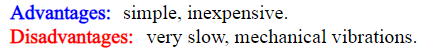 Advantages: simple, inexpensive.
Disadvantages: very slow, mechanical vibrations.